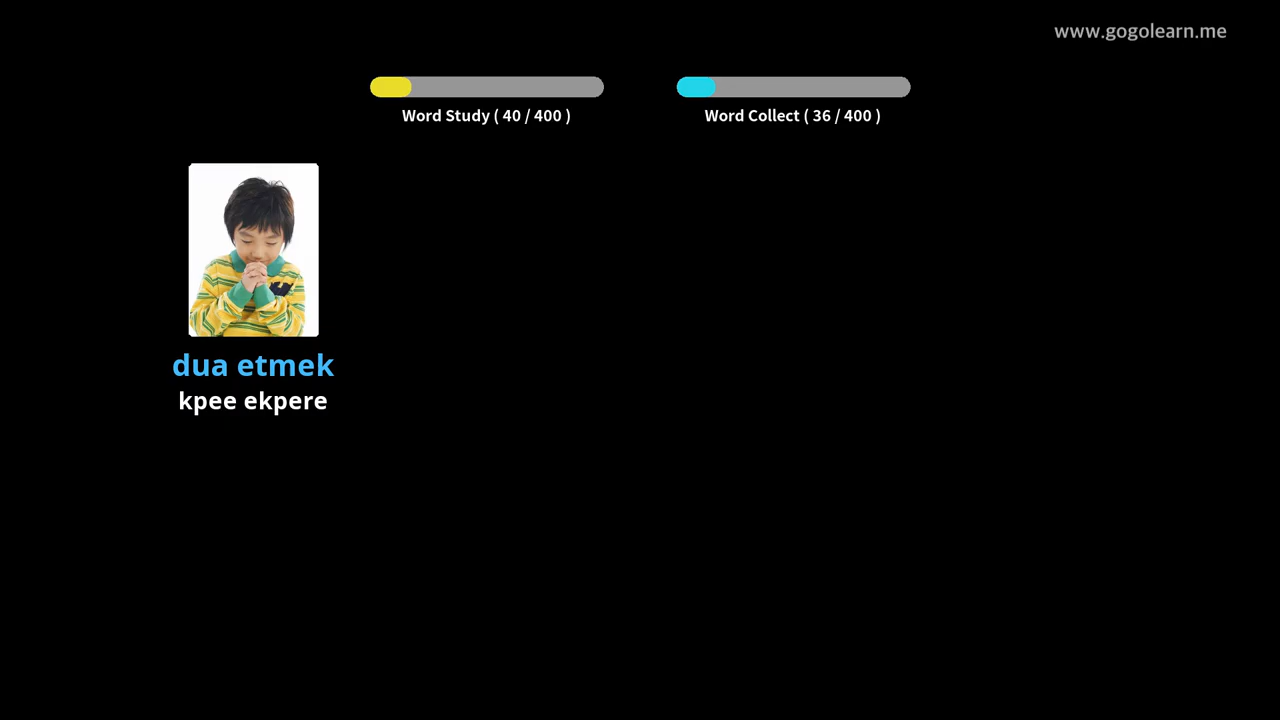 www.gogolearn.me
Word Study ( 40 / 400 )
Word Collect ( 36 / 400 )
dua etmek
kpee ekpere